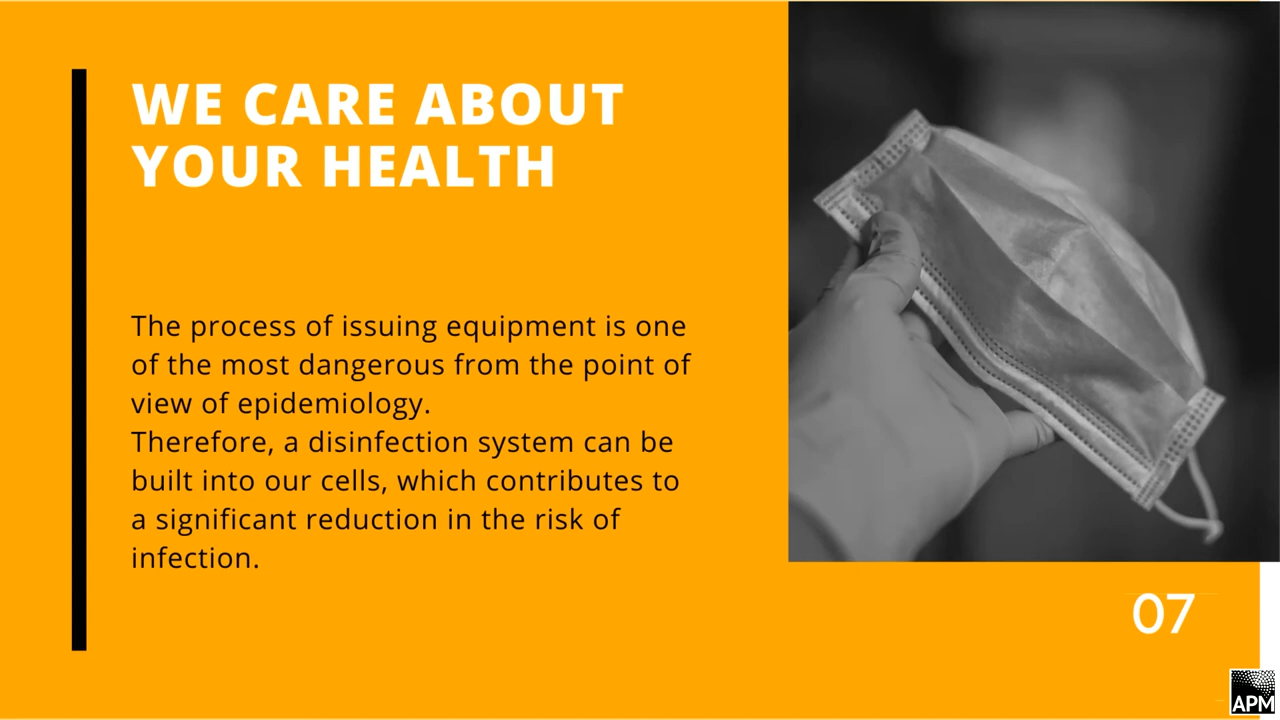 WE CARE ABOUT
YOUR HEALTH
The process of issuing equipment is one
of the most dangerous from the point of
view of epidemiology.
Therefore, a disinfection system can be
built into our cells, which contributes to
a significant reduction in the risk of
infection.
07
APM